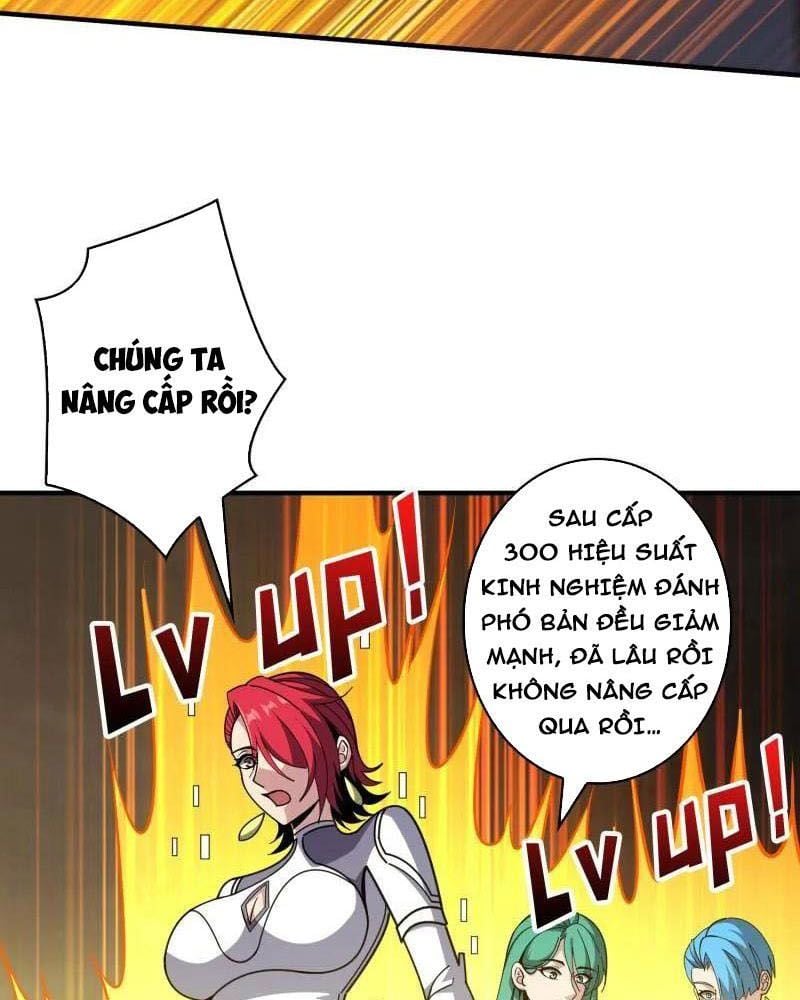 CHÚNG TA
NÂNG CẤP RỒI?
SAU CẤP
300 HIỆU SUẤT
KINH NGHIỆM ĐÁNH
PHÓ BẢN ĐỀU GIẢM
MẠNH, ĐÃ LÂU RỒI
KHÔNG NÂNG CẤP
QUA RỒI...
Lv up!
Lv up!